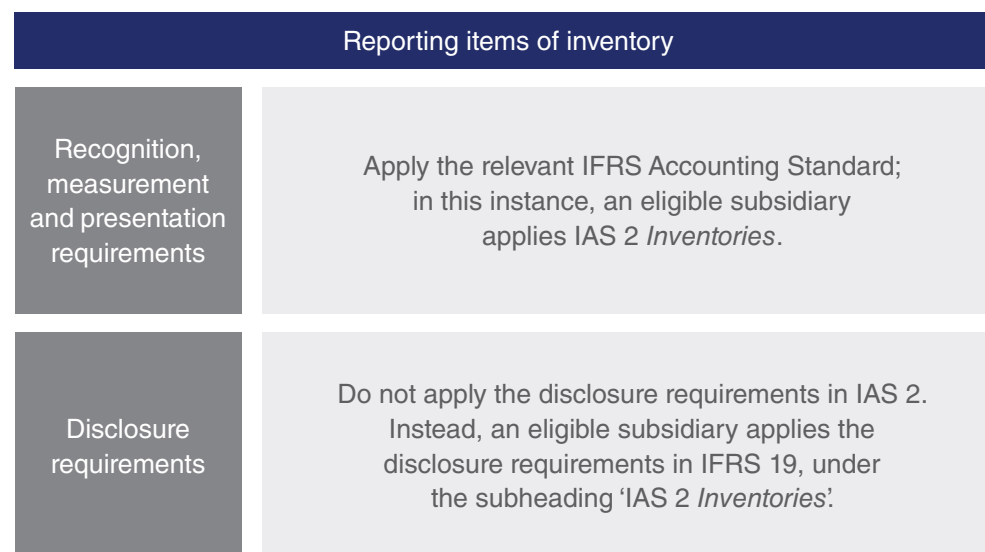 Reporting items of inventory
Recognition,
measurement
and presentation
requirements
Apply the relevant IFRS Accounting Standard;
in this instance, an eligible subsidiary
applies IAS 2 Inventories.
Disclosure
requirements
Do not apply the disclosure requirements in IAS 2.
Instead, an eligible subsidiary applies the
disclosure requirements in IFRS 19, under
the subheading ‘IAS 2 Inventories’.